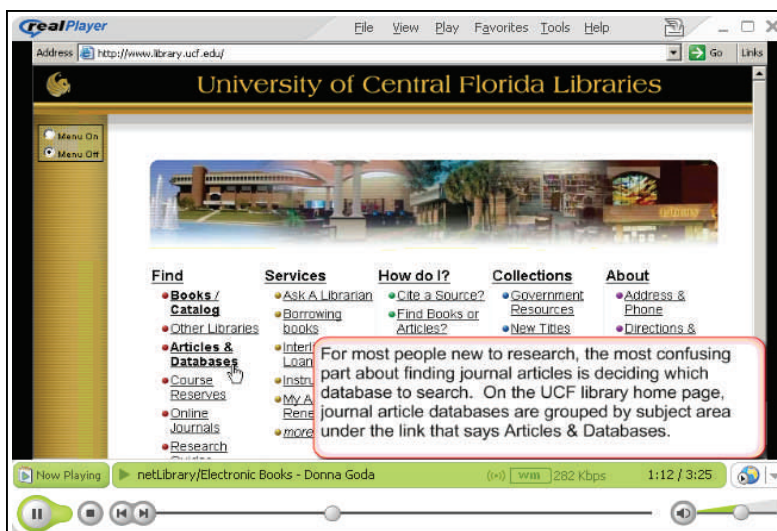 realPlayer
File View Play Favorites Tools Help
Address http://www.library.ucf.edu/ Go Links
University of Central Florida Libraries
Menu On
Menu Off
Find
Books /
Catalog
Other Libraries
Articles &
Databases
Course
Reserves
Online
Journals
Research
Services
Ask A Librarian
Borrowing
books
Loan
How do I?
Cite a Source?
Find Books or
Articles?
Collections
Government
Resources
New Titles
About
Address &
Phone
Directions &
more
For most people new to research, the most confusing
part about finding journal articles is deciding which
database to search. On the UCF library home page,
journal article databases are grouped by subject area
under the link that says Articles & Databases.
Now Playing netLibrary/Electronic Books - Donna Goda wm 282 Kbps 1:12 / 3:25